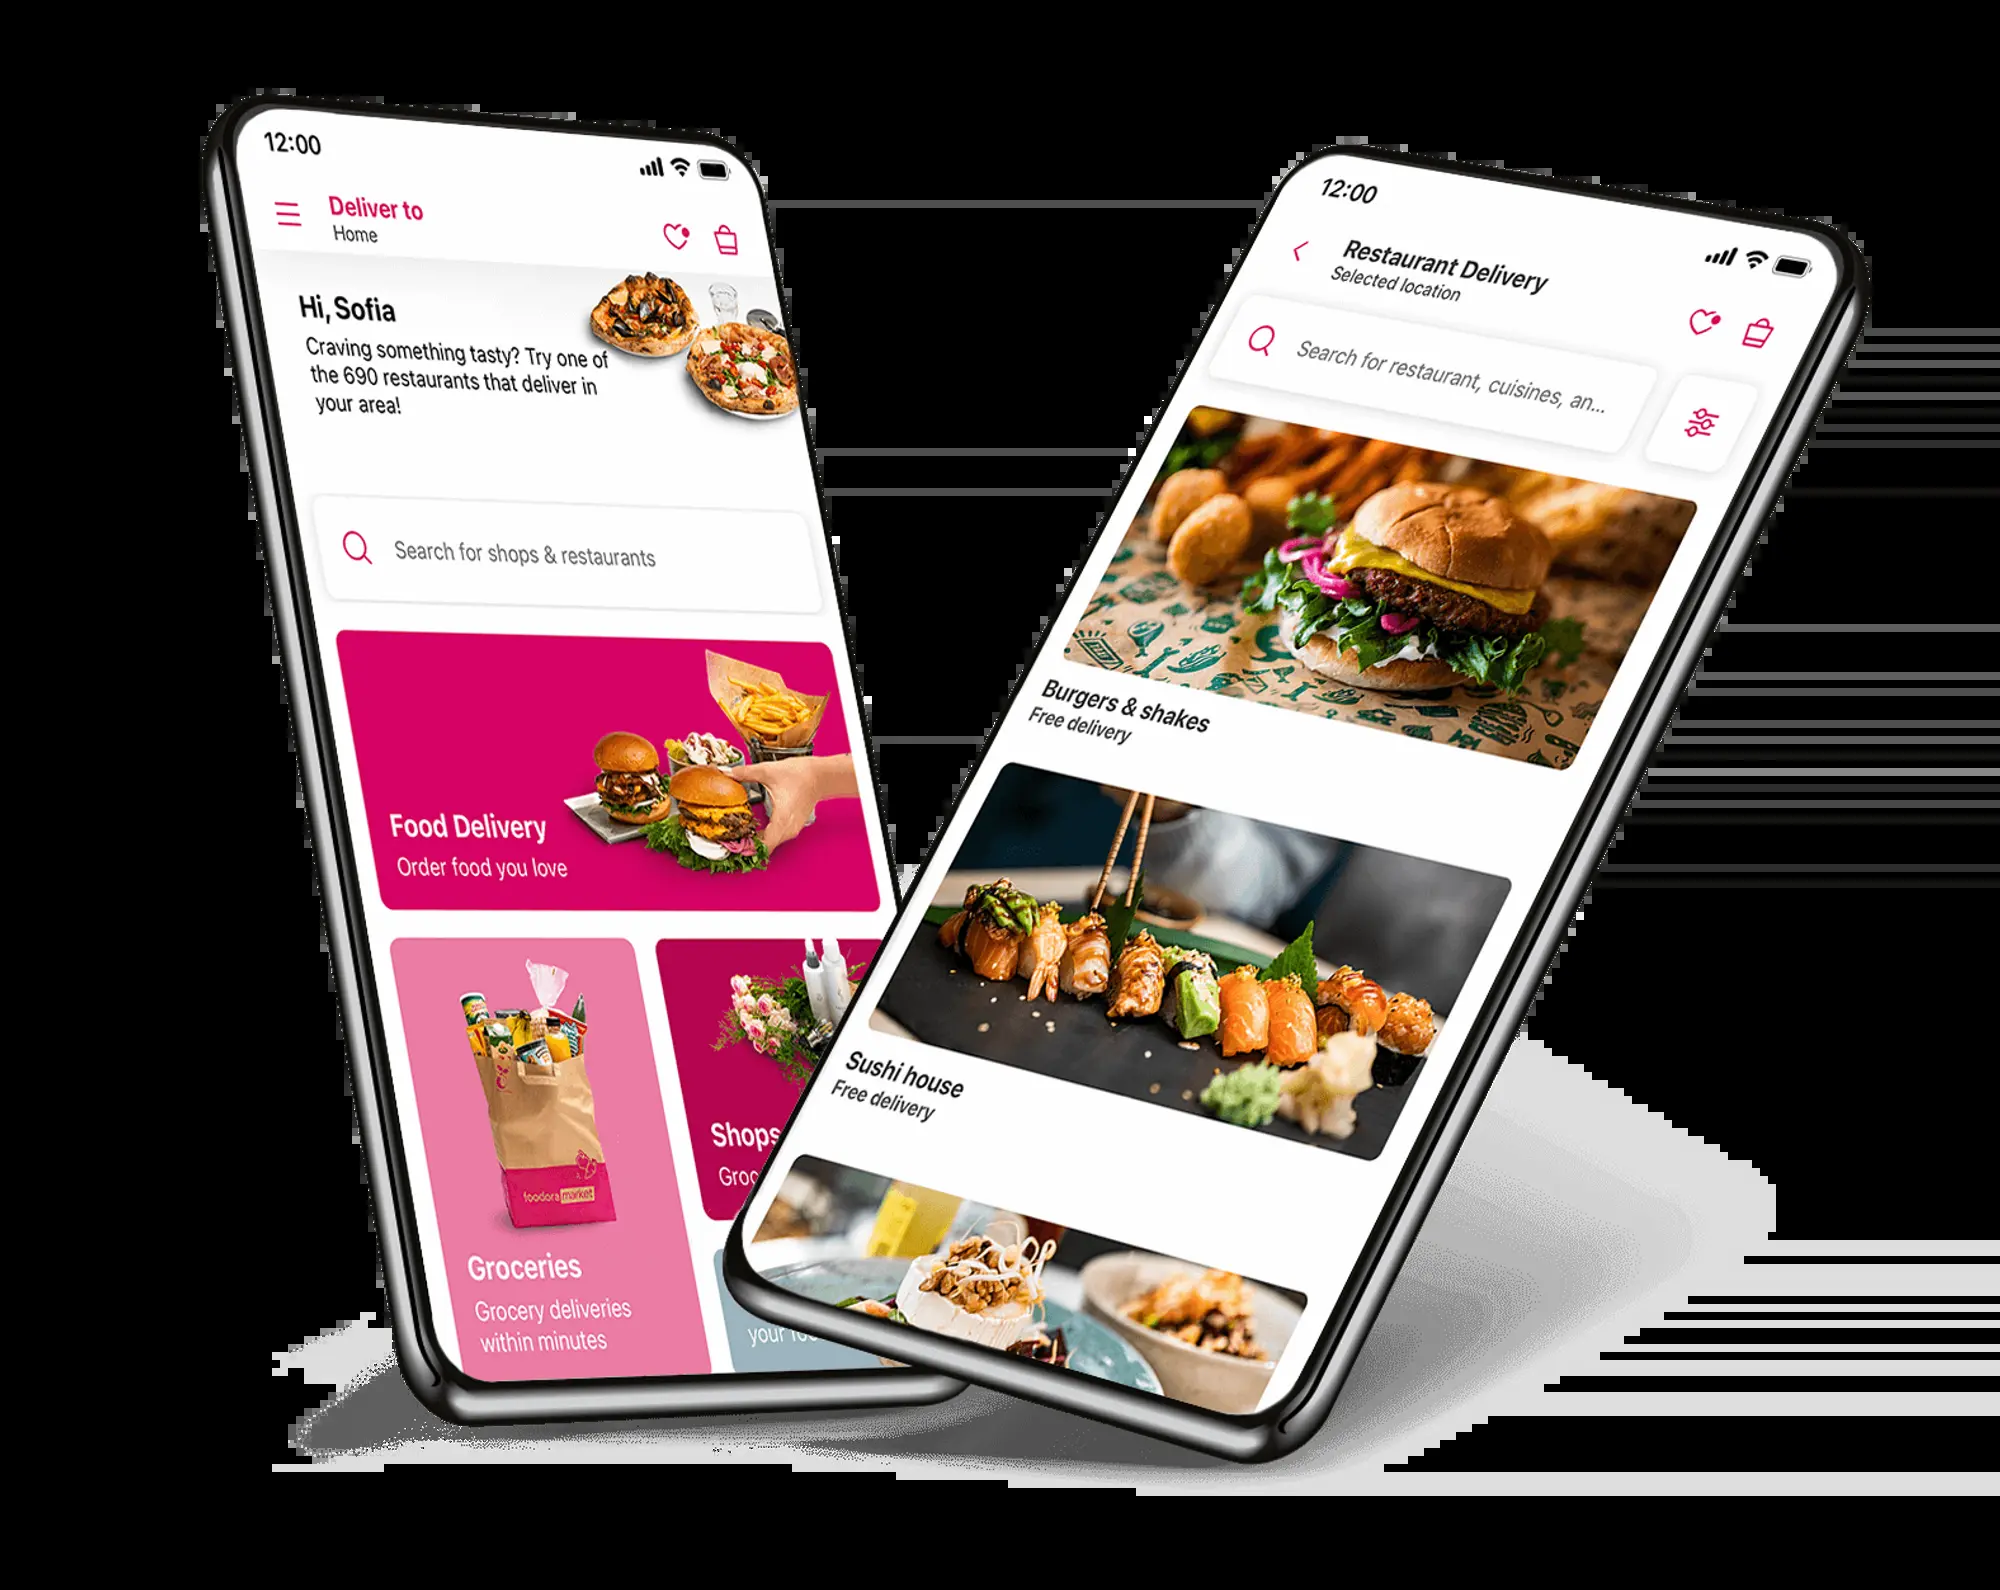 12:00
Deliver to
Home
Hi, Sofia
Craving something tasty? Try one of
the 690 restaurants that deliver in
your area!
Search for shops & restaurants
Food Delivery
Order food you love
foodora market
Groceries
Grocery deliveries
within minutes
Shops
your
12:00
Restaurant Delivery
Selected location
Search for restaurant, cuisines, an...
Burgers & shakes
Free delivery
Sushi house
Free delivery